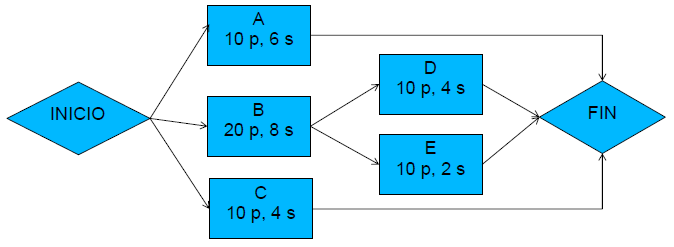 INICIO
A
10 p, 6 s
B
20 p, 8 s
C
10 p, 4 s
D
10 p, 4 s
E
10 p, 2 s
FIN